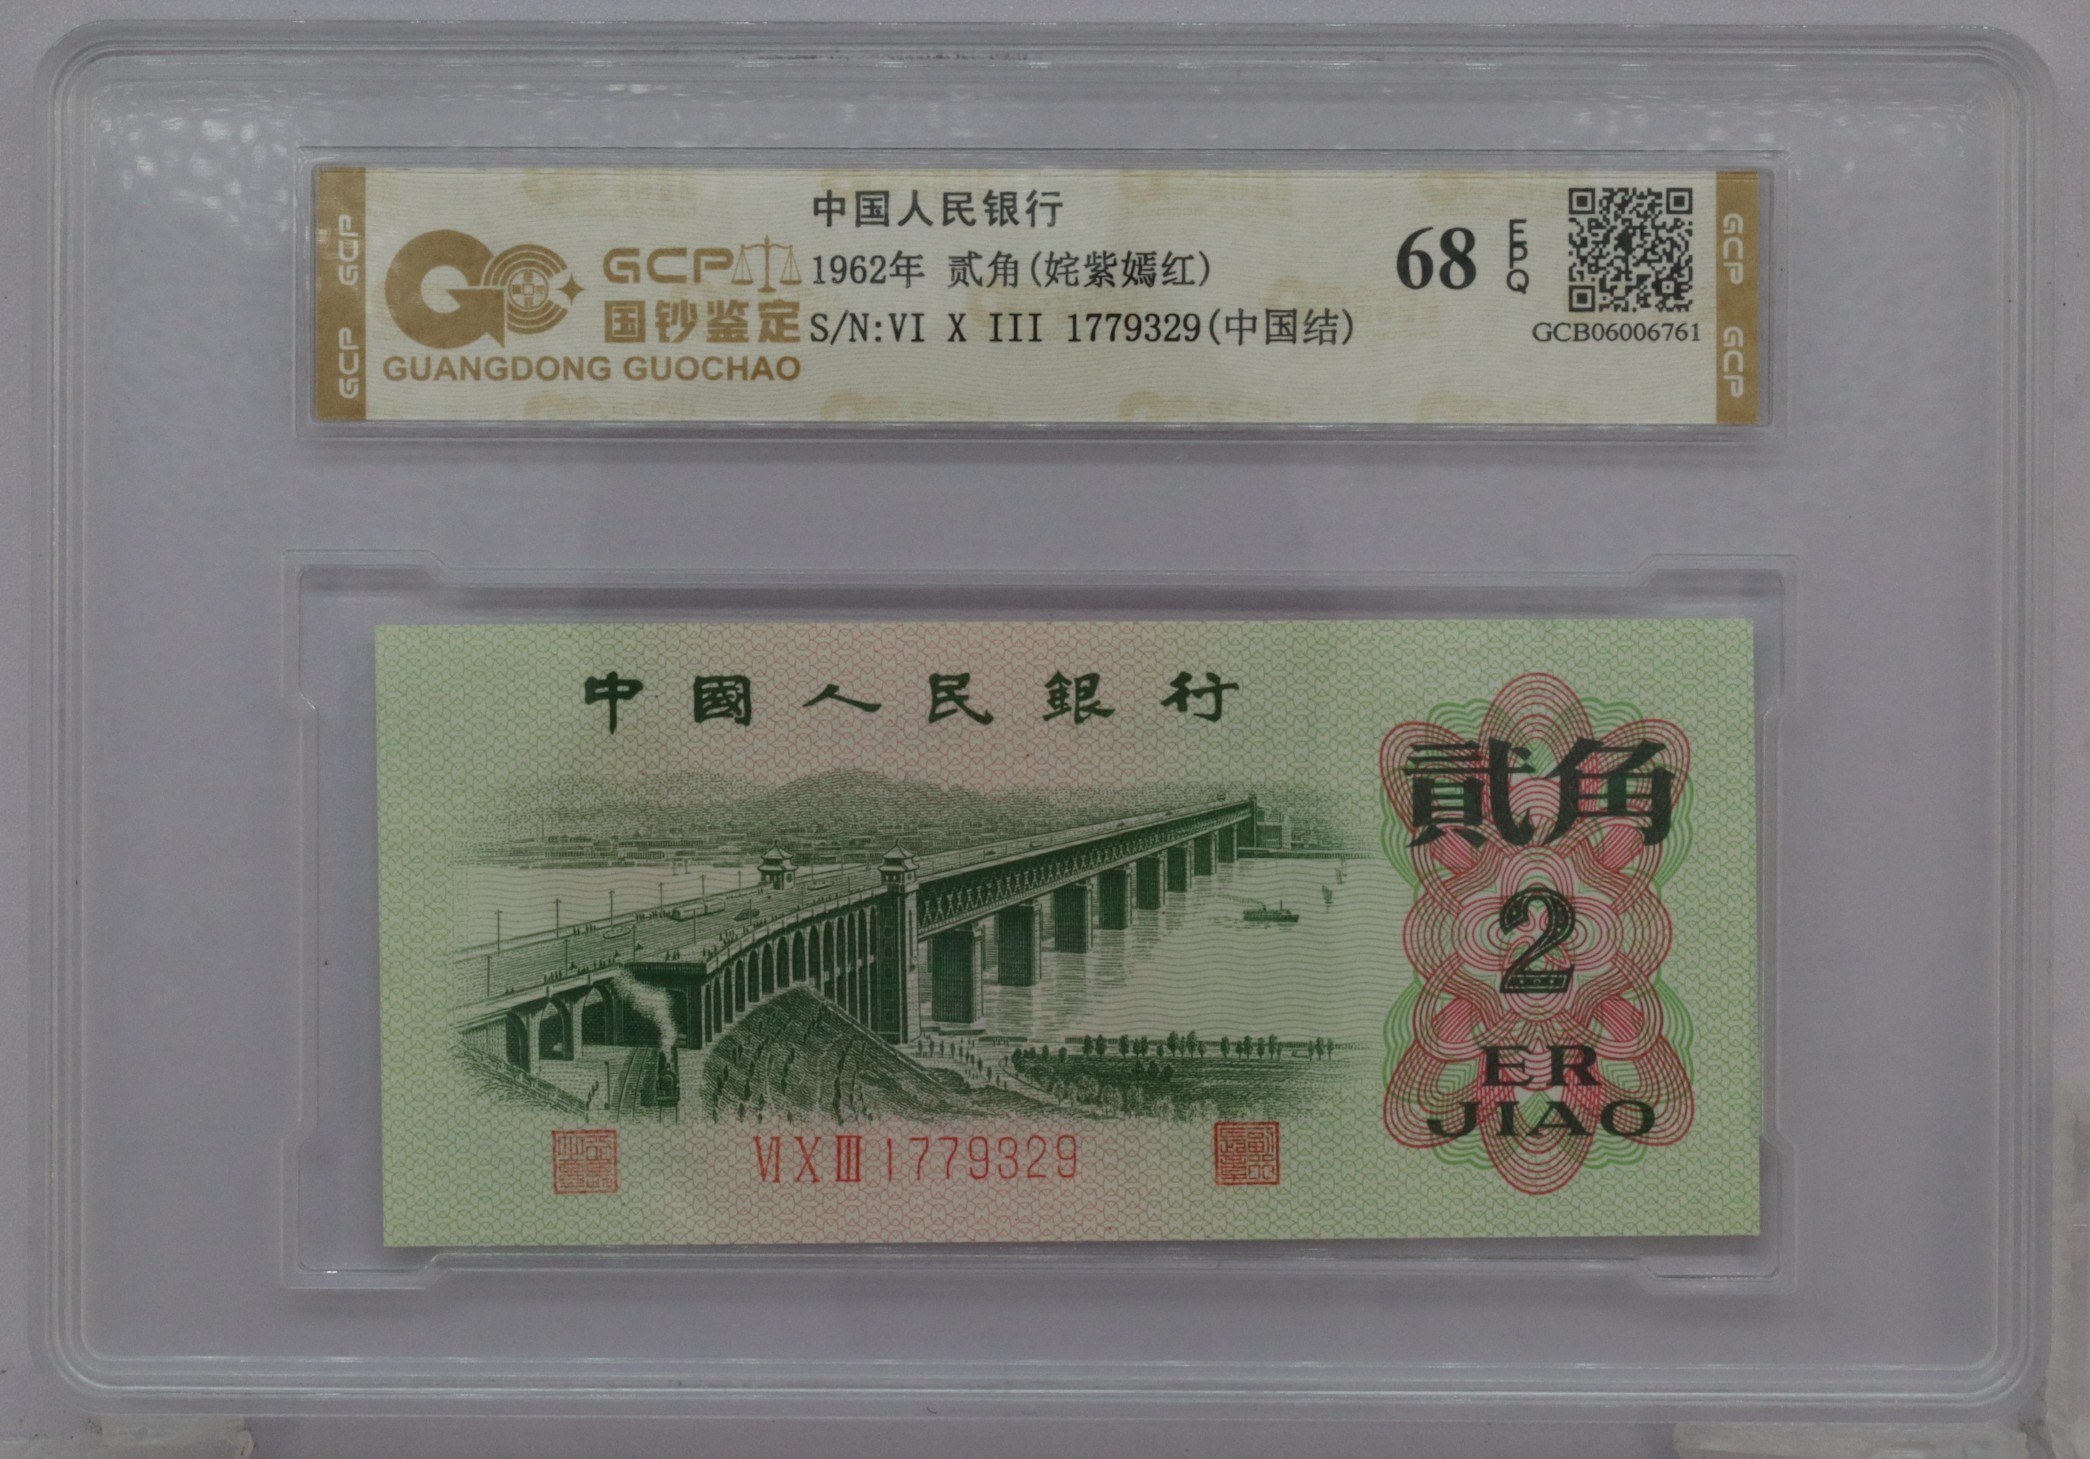 中国人民银行
1962年 贰角(姹紫嫣红)
S/N:VI X III 1779329(中国结)
GCP
国钞鉴定
GUANGDONG GUOCHAO
68 EPQ
GCB06006761
GCP
GCP
GCP
GCP
中國人民銀行
貳角
2
ER
JIAO
VI X III 1779329